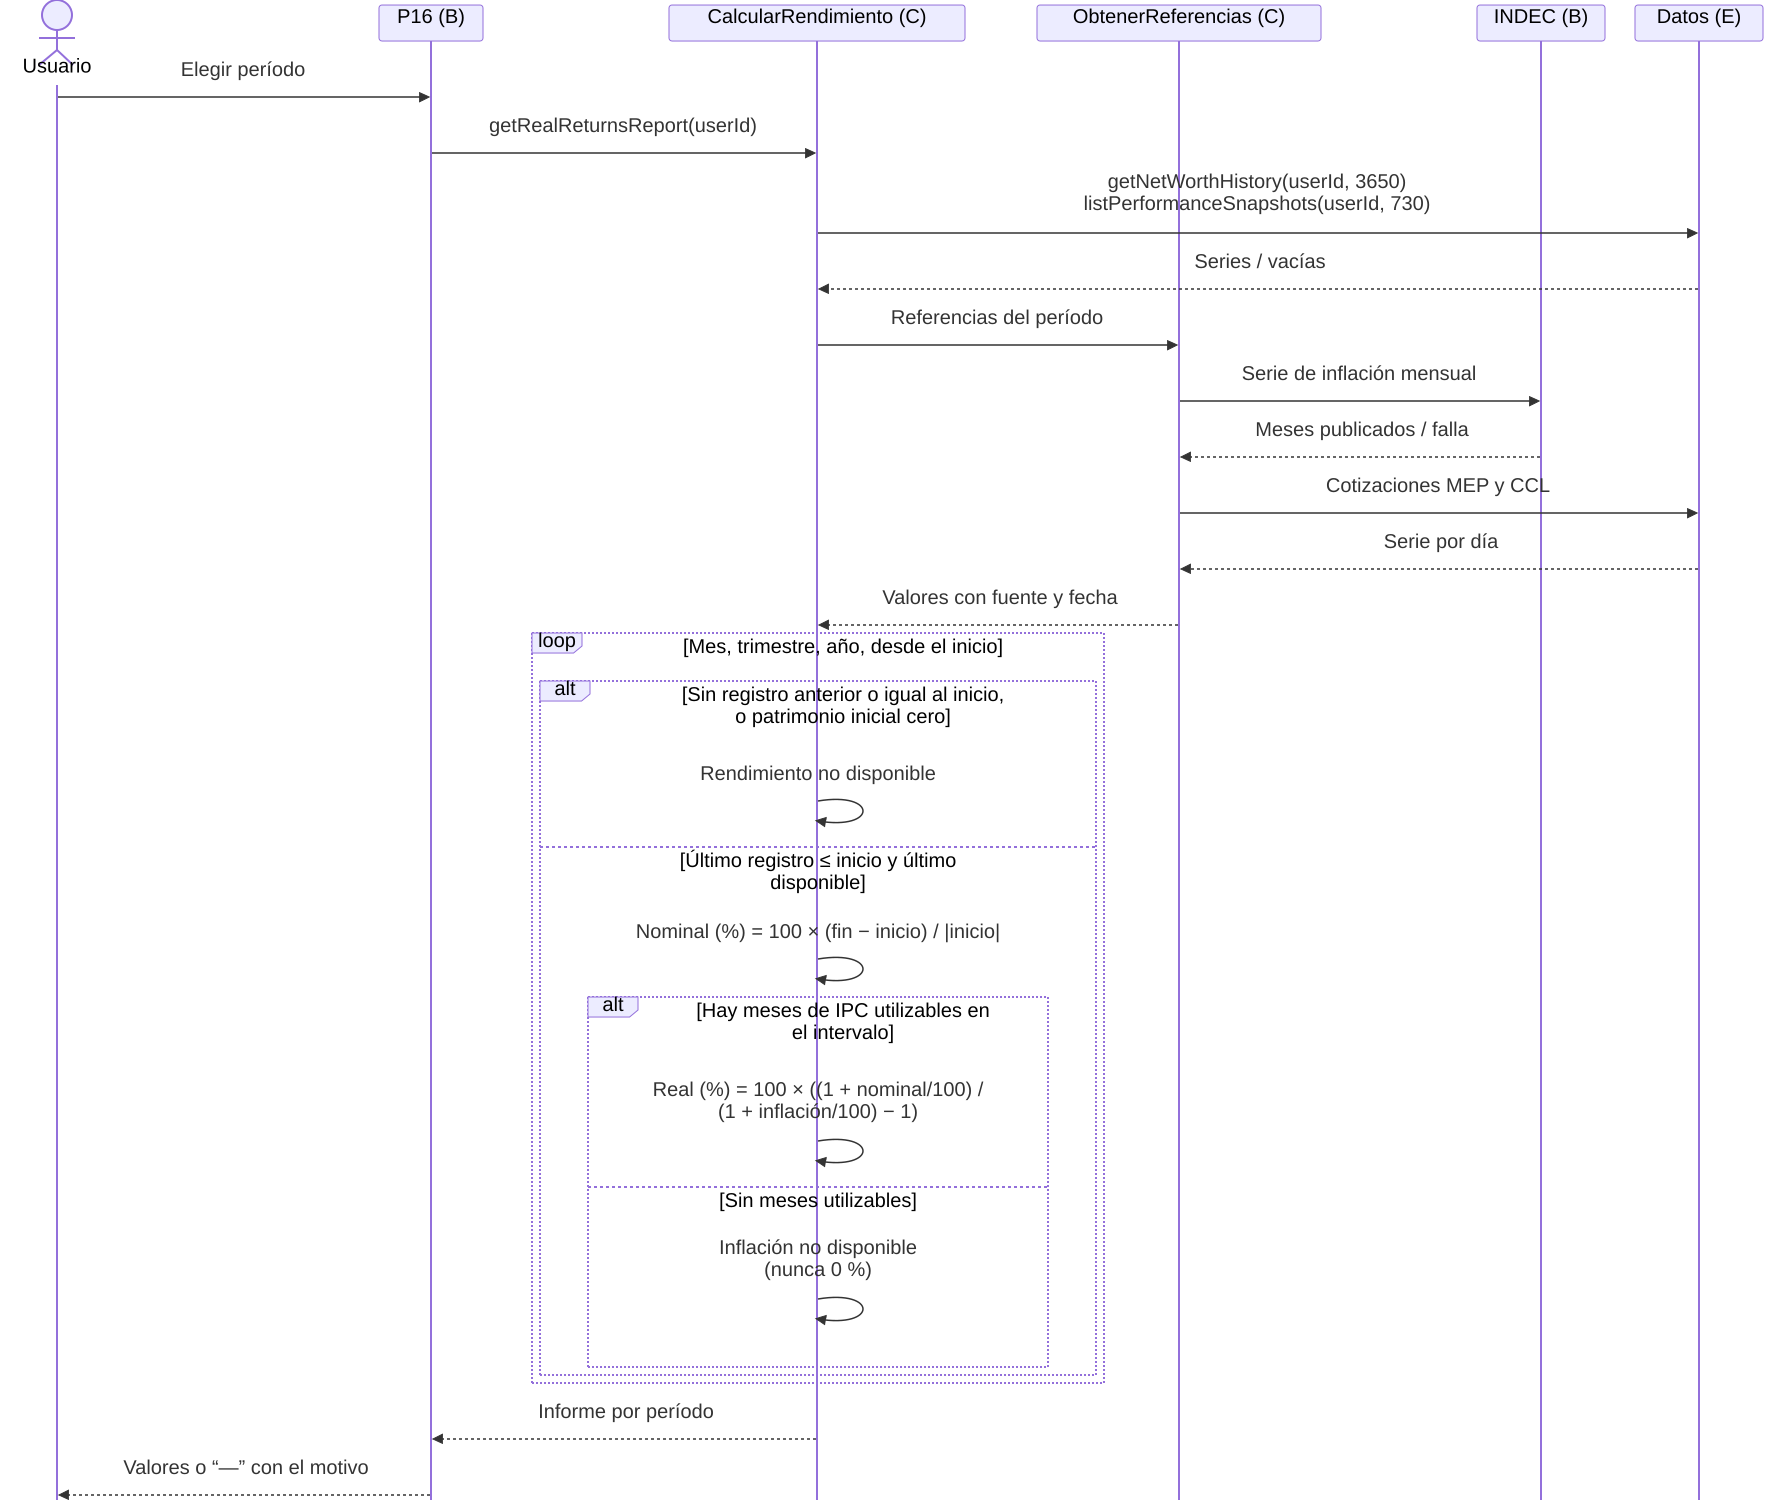 Usuario
P16 (B)
CalcularRendimiento (C)
ObtenerReferencias (C)
INDEC (B)
Datos (E)
Elegir período
getRealReturnsReport(userId)
getNetWorthHistory(userId, 3650)
listPerformanceSnapshots(userId, 730)
Series / vacías
Referencias del período
Serie de inflación mensual
Meses publicados / falla
Cotizaciones MEP y CCL
Serie por día
Valores con fuente y fecha
loop
[Mes, trimestre, año, desde el inicio]
alt
[Sin registro anterior o igual al inicio,
o patrimonio inicial cero]
Rendimiento no disponible
[Último registro ≤ inicio y último
disponible]
Nominal (%) = 100 × (fin − inicio) / |inicio|
alt
[Hay meses de IPC utilizables en
el intervalo]
Real (%) = 100 × ((1 + nominal/100) /
(1 + inflación/100) − 1)
[Sin meses utilizables]
Inflación no disponible
(nunca 0 %)
Informe por período
Valores o “—” con el motivo